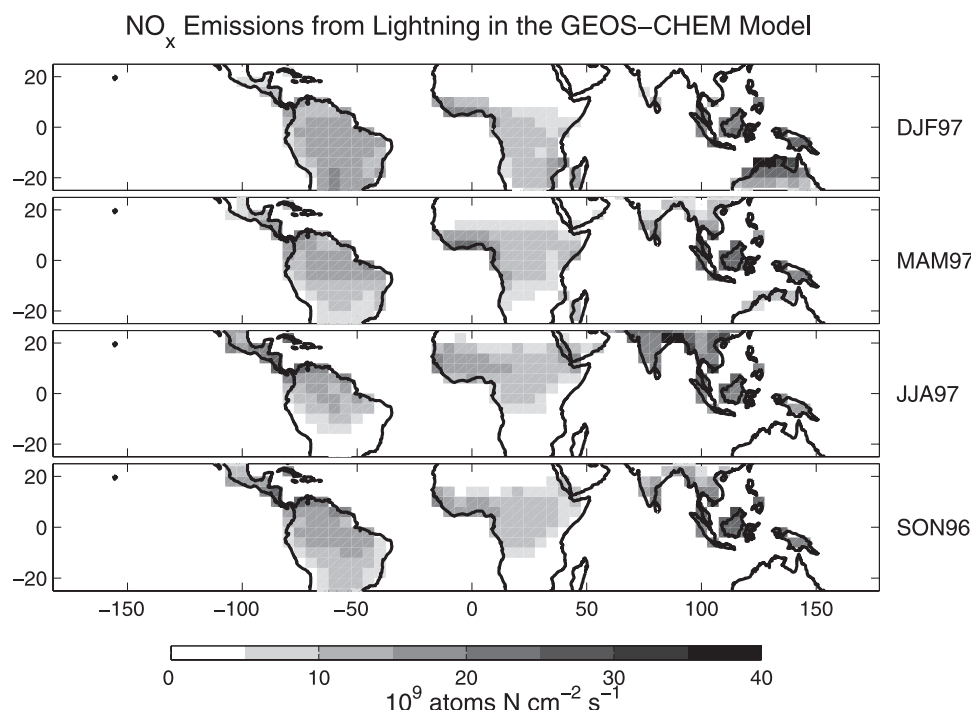 NOx Emissions from Lightning in the GEOS−CHEM Model
20
0
−20
DJF97
20
0
−20
MAM97
20
0
−20
JJA97
20
0
−20
SON96
−150 −100 −50 0 50 100 150
0 10 20 30 40
10⁹ atoms N cm⁻² s⁻¹